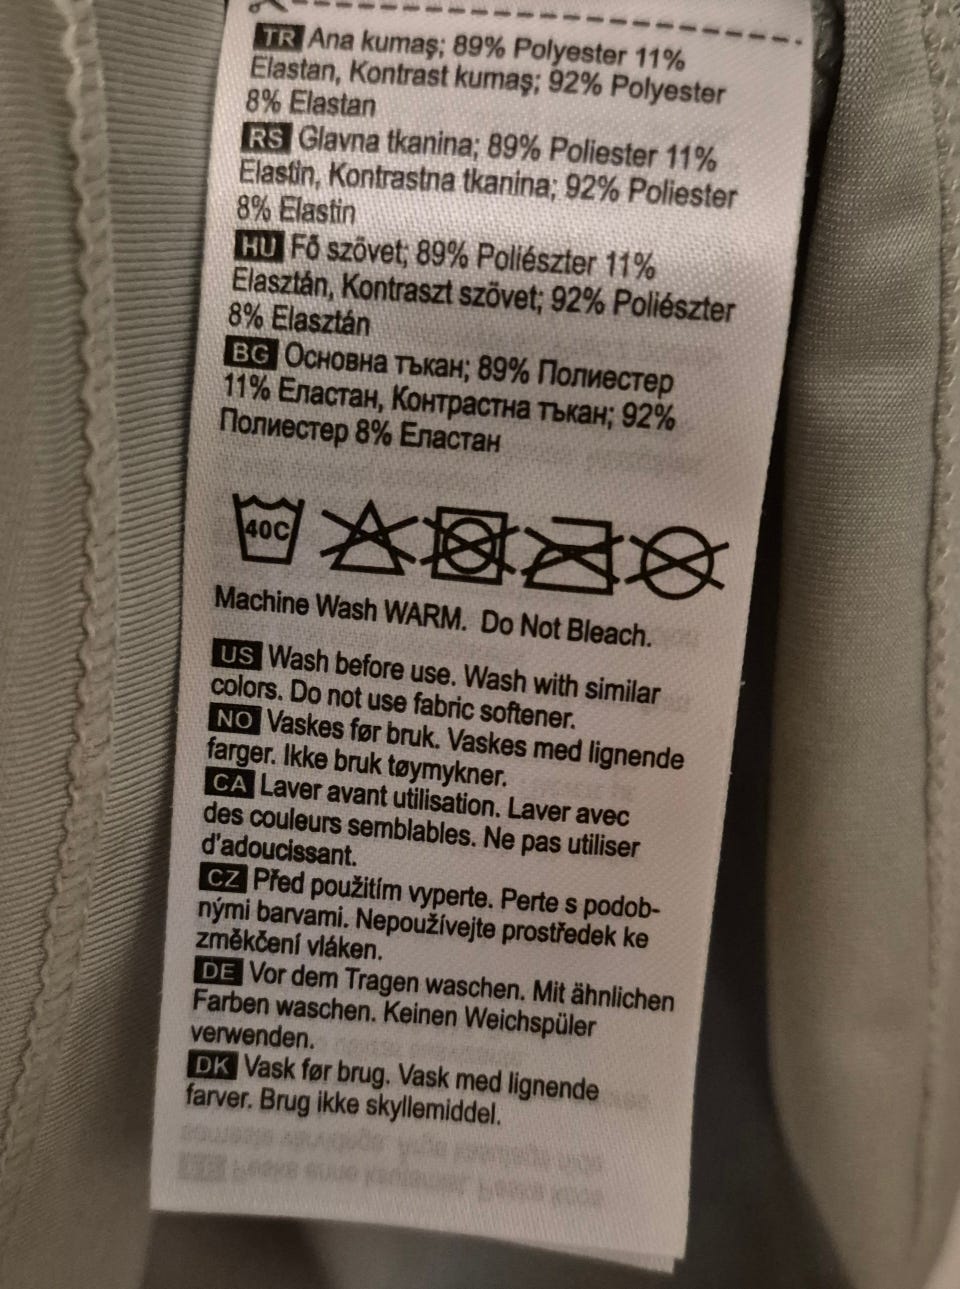 TR Ana kumaş; 89% Polyester 11%
Elastan, Kontrast kumaş; 92% Polyester
8% Elastan
RS Glavna tkanina; 89% Poliester 11%
Elastin, Kontrastna tkanina; 92% Poliester
8% Elastin
HU Fő szövet; 89% Poliészter 11%
Elasztán, Kontraszt szövet; 92% Poliészter
8% Elasztán
BG Основна тъкан; 89% Полиестер
11% Еластан, Контрастна тъкан; 92%
Полиестер 8% Еластан
40C
Machine Wash WARM. Do Not Bleach.
US Wash before use. Wash with similar
colors. Do not use fabric softener.
NO Vaskes før bruk. Vaskes med lignende
farger. Ikke bruk tøymykner.
CA Laver avant utilisation. Laver avec
des couleurs semblables. Ne pas utiliser
d'adoucissant.
CZ Před použitím vyperte. Perte s podob-
nými barvami. Nepoužívejte prostředek ke
změkčení vláken.
DE Vor dem Tragen waschen. Mit ähnlichen
Farben waschen. Keinen Weichspüler
verwenden.
DK Vask før brug. Vask med lignende
farver. Brug ikke skyllemiddel.